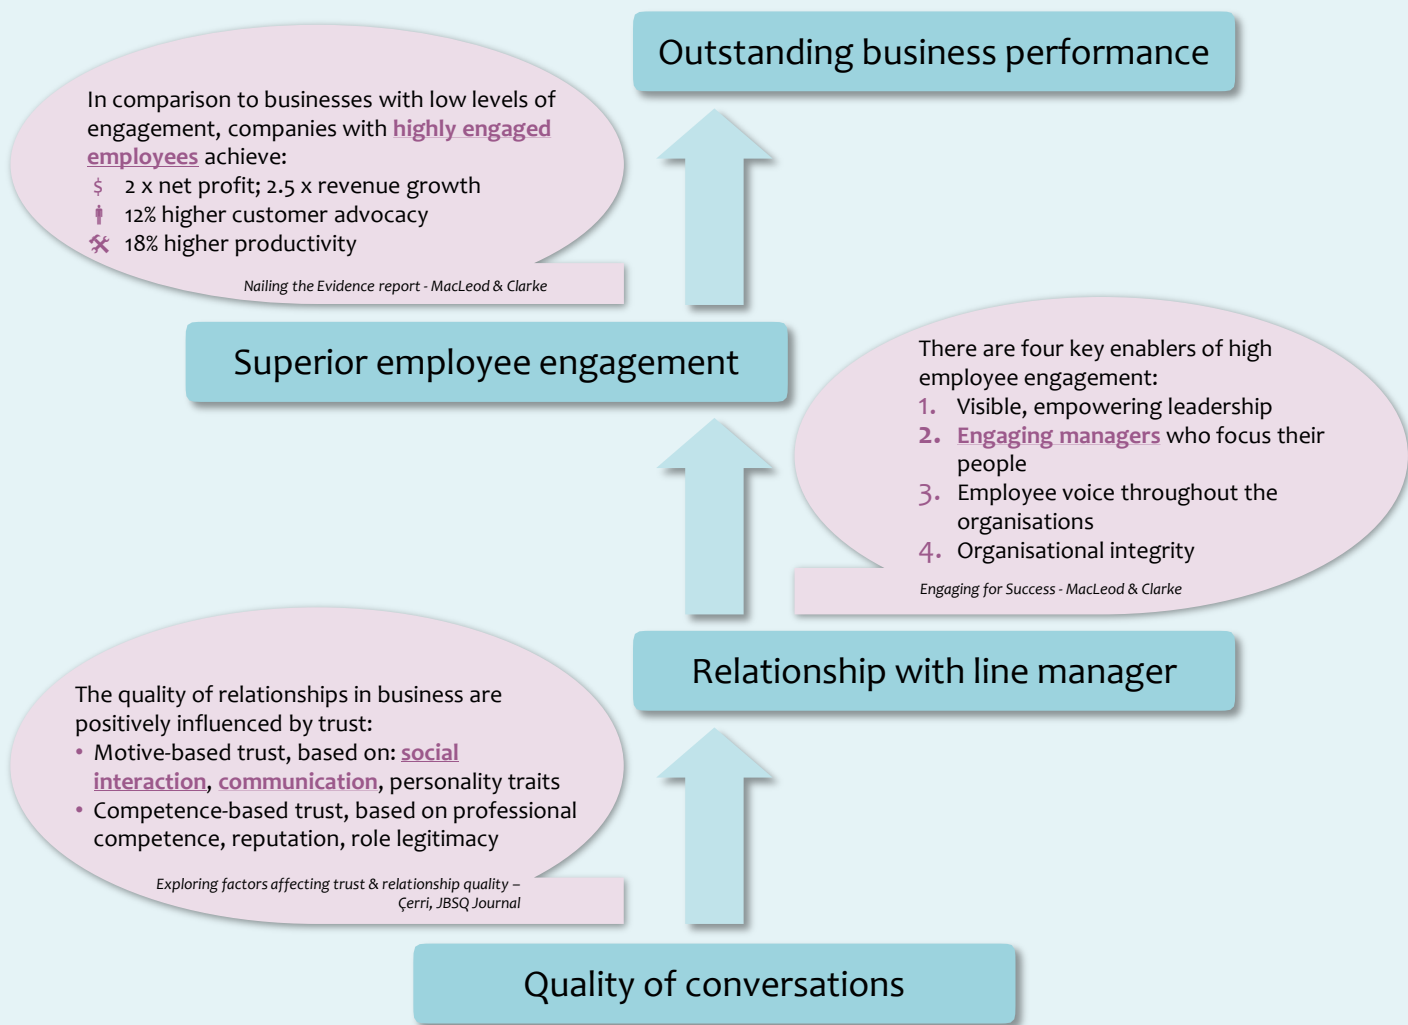 Outstanding business performance
In comparison to businesses with low levels of
engagement, companies with highly engaged
employees achieve:
$ 2 x net profit; 2.5 x revenue growth
12% higher customer advocacy
18% higher productivity
Nailing the Evidence report - MacLeod & Clarke
Superior employee engagement
There are four key enablers of high
employee engagement:
1. Visible, empowering leadership
2. Engaging managers who focus their
people
3. Employee voice throughout the
organisations
4. Organisational integrity
Engaging for Success - MacLeod & Clarke
Relationship with line manager
The quality of relationships in business are
positively influenced by trust:
• Motive-based trust, based on: social
interaction, communication, personality traits
• Competence-based trust, based on professional
competence, reputation, role legitimacy
Exploring factors affecting trust & relationship quality –
Çerri, JBSQ Journal
Quality of conversations